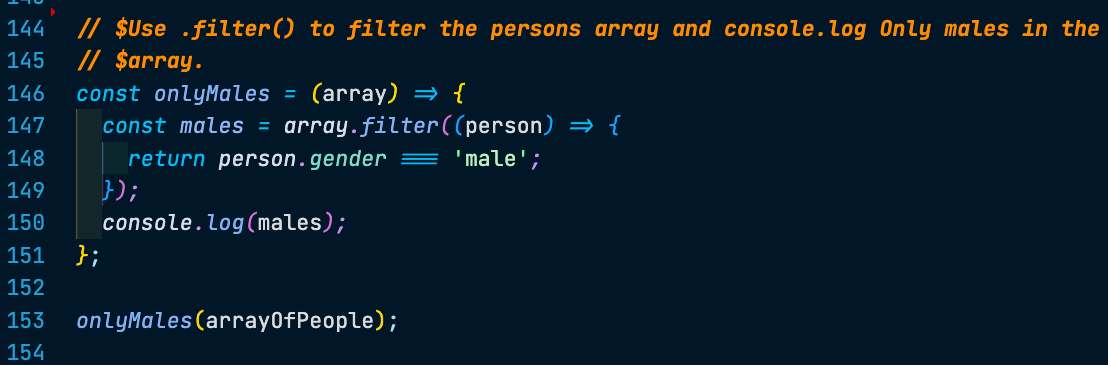 144 // $Use .filter() to filter the persons array and console.log Only males in the
145 // $array.
146 const onlyMales = (array) => {
147 const males = array.filter((person) => {
148 return person.gender === 'male';
149 });
150 console.log(males);
151 };
152
153 onlyMales(arrayOfPeople);
154